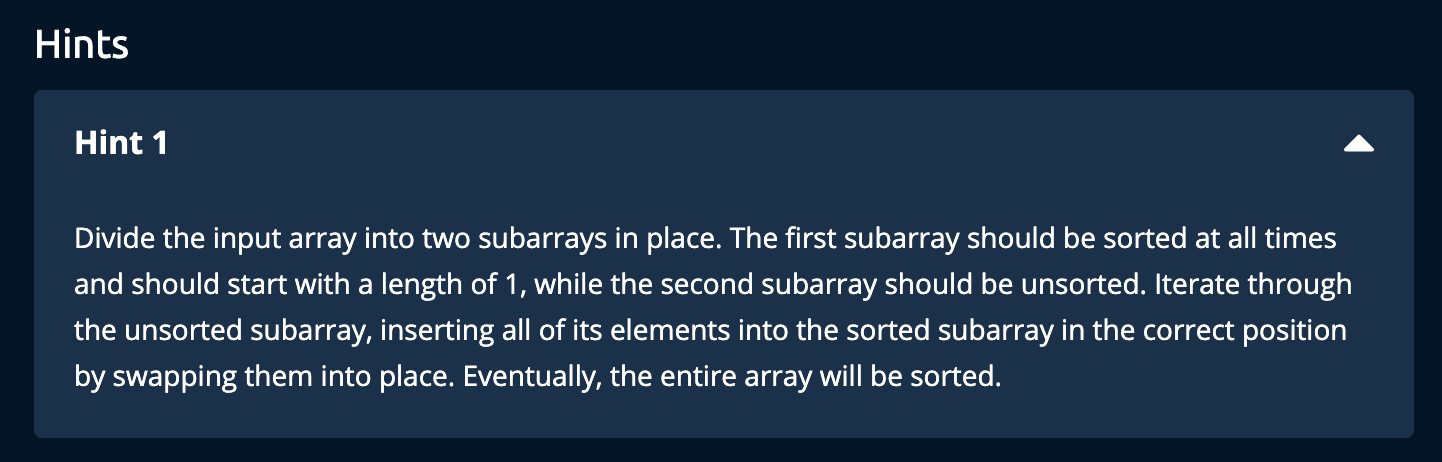 Hints
Hint 1
Divide the input array into two subarrays in place. The first subarray should be sorted at all times
and should start with a length of 1, while the second subarray should be unsorted. Iterate through
the unsorted subarray, inserting all of its elements into the sorted subarray in the correct position
by swapping them into place. Eventually, the entire array will be sorted.